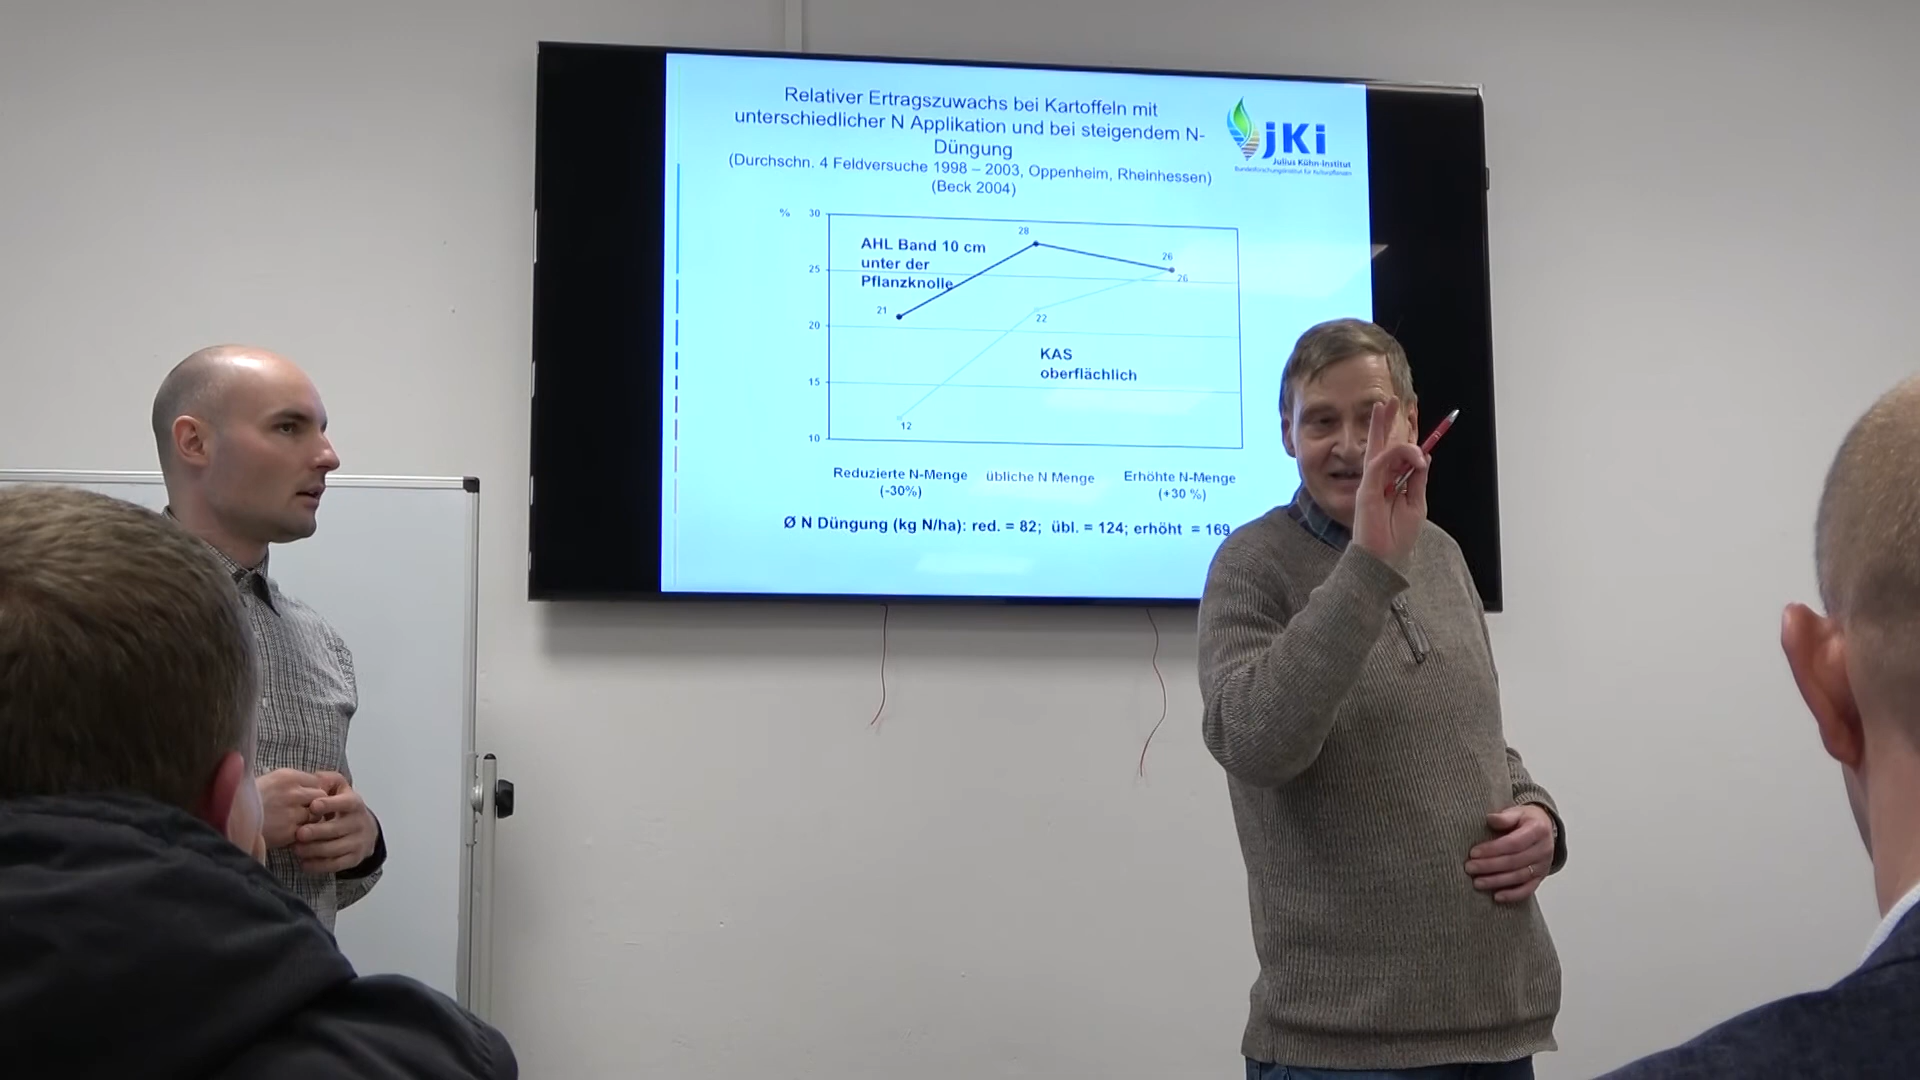 Relativer Ertragszuwachs bei Kartoffeln mit
unterschiedlicher N Applikation und bei steigendem N-
Düngung
(Durchschn. 4 Feldversuche 1998 – 2003, Oppenheim, Rheinhessen)
(Beck 2004)
jKi
Julius Kühn-Institut
Bundesforschungsinstitut für Kulturpflanzen
% 30
28
AHL Band 10 cm
unter der
Pflanzknolle
26
25
26
21
22
20
KAS
oberflächlich
15
12
10
Reduzierte N-Menge übliche N Menge Erhöhte N-Menge
(-30%) (+30 %)
Ø N Düngung (kg N/ha): red. = 82; übl. = 124; erhöht = 169